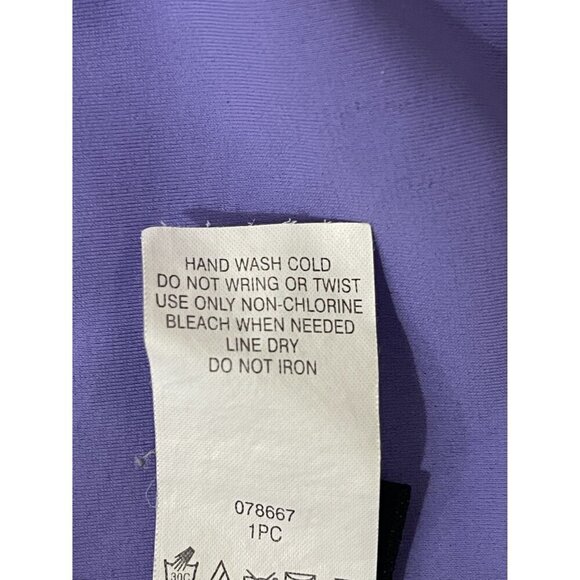 HAND WASH COLD
DO NOT WRING OR TWIST
USE ONLY NON-CHLORINE
BLEACH WHEN NEEDED
LINE DRY
DO NOT IRON
078667
1PC
30C